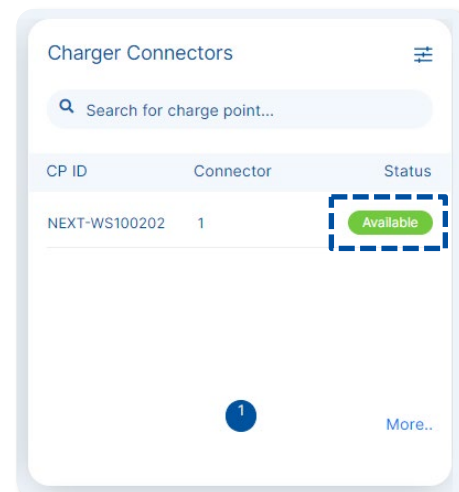 Charger Connectors
Search for charge point...
CP ID Connector Status
NEXT-WS100202 1 Available
1
More..